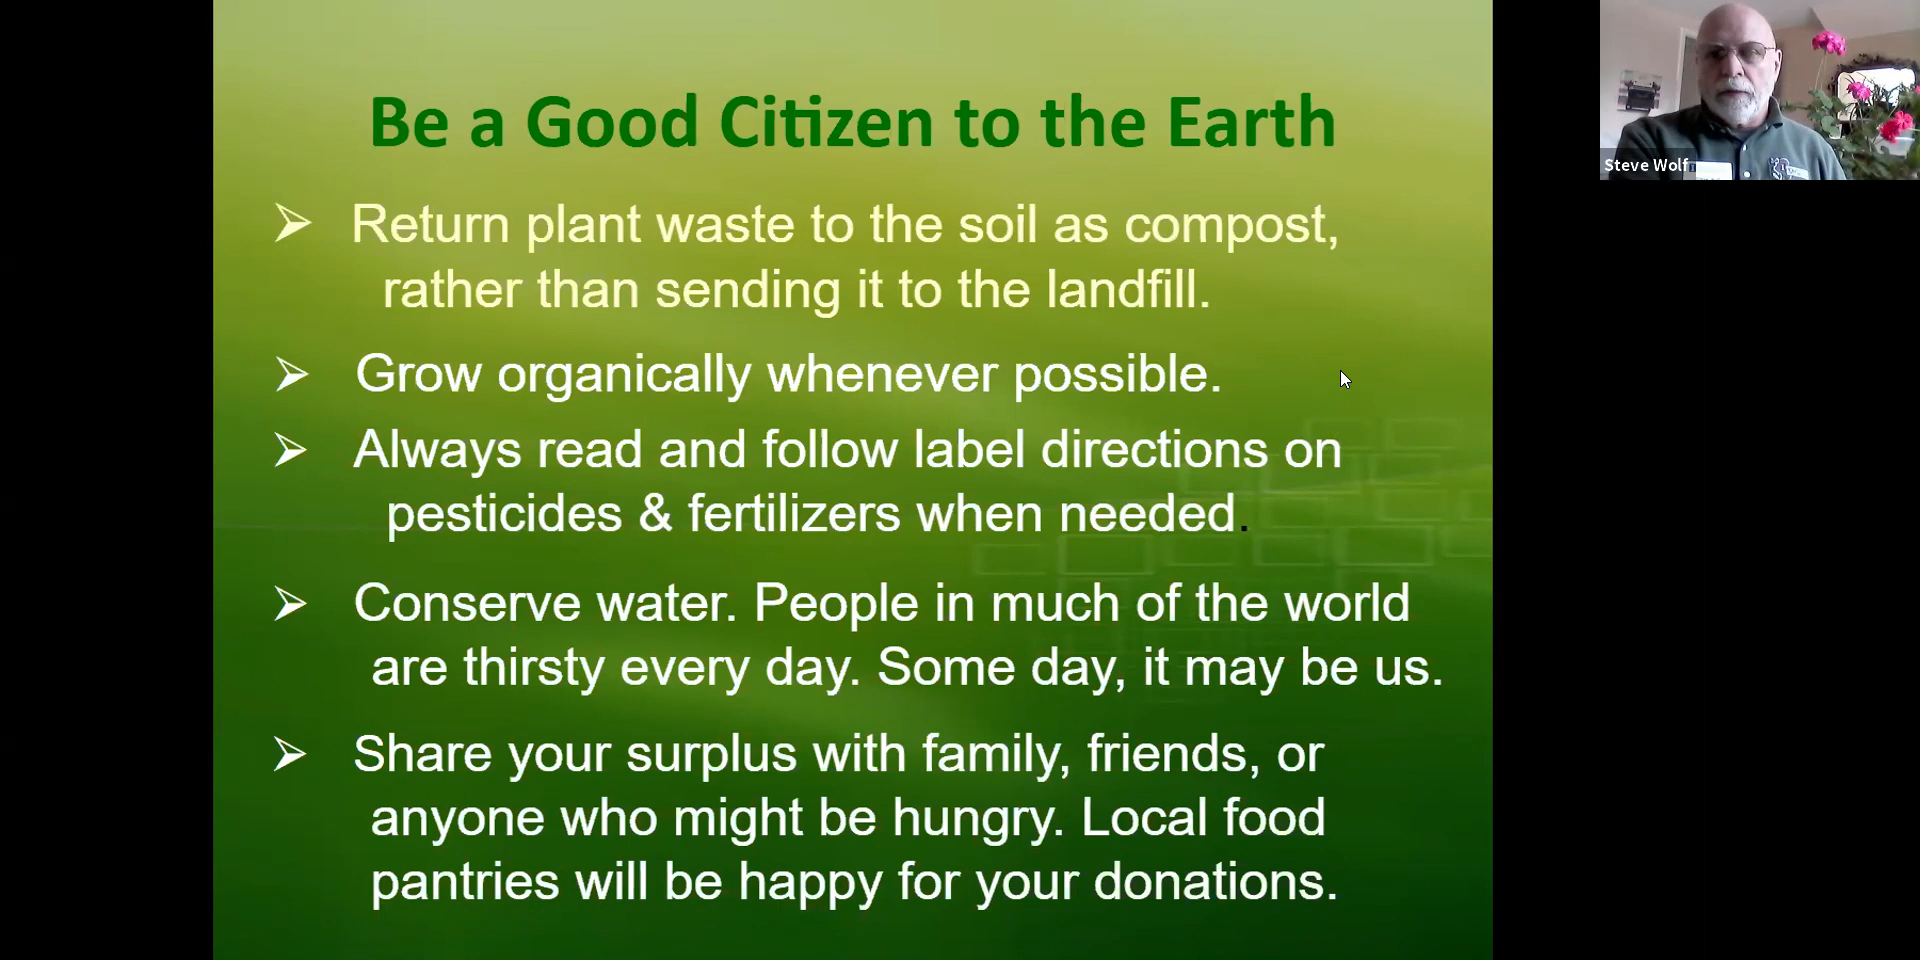 Be a Good Citizen to the Earth
➢ Return plant waste to the soil as compost,
rather than sending it to the landfill.
➢ Grow organically whenever possible.
➢ Always read and follow label directions on
pesticides & fertilizers when needed.
➢ Conserve water. People in much of the world
are thirsty every day. Some day, it may be us.
➢ Share your surplus with family, friends, or
anyone who might be hungry. Local food
pantries will be happy for your donations.
Steve Wolf